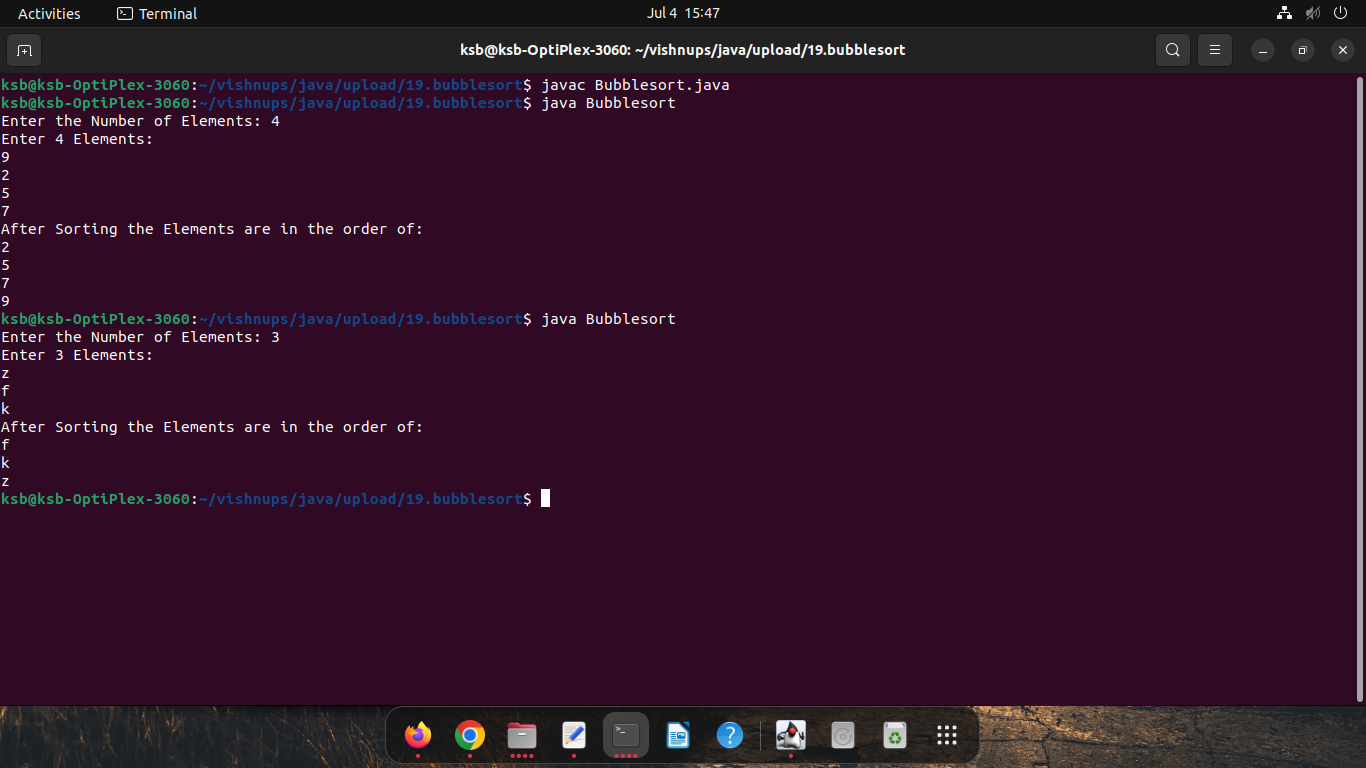 Activities Terminal Jul 4 15:47
ksb@ksb-OptiPlex-3060: ~/vishnups/java/upload/19.bubblesort
ksb@ksb-OptiPlex-3060:~/vishnups/java/upload/19.bubblesort$ javac Bubblesort.java
ksb@ksb-OptiPlex-3060:~/vishnups/java/upload/19.bubblesort$ java Bubblesort
Enter the Number of Elements: 4
Enter 4 Elements:
9
2
5
7
After Sorting the Elements are in the order of:
2
5
7
9
ksb@ksb-OptiPlex-3060:~/vishnups/java/upload/19.bubblesort$ java Bubblesort
Enter the Number of Elements: 3
Enter 3 Elements:
z
f
k
After Sorting the Elements are in the order of:
f
k
z
ksb@ksb-OptiPlex-3060:~/vishnups/java/upload/19.bubblesort$